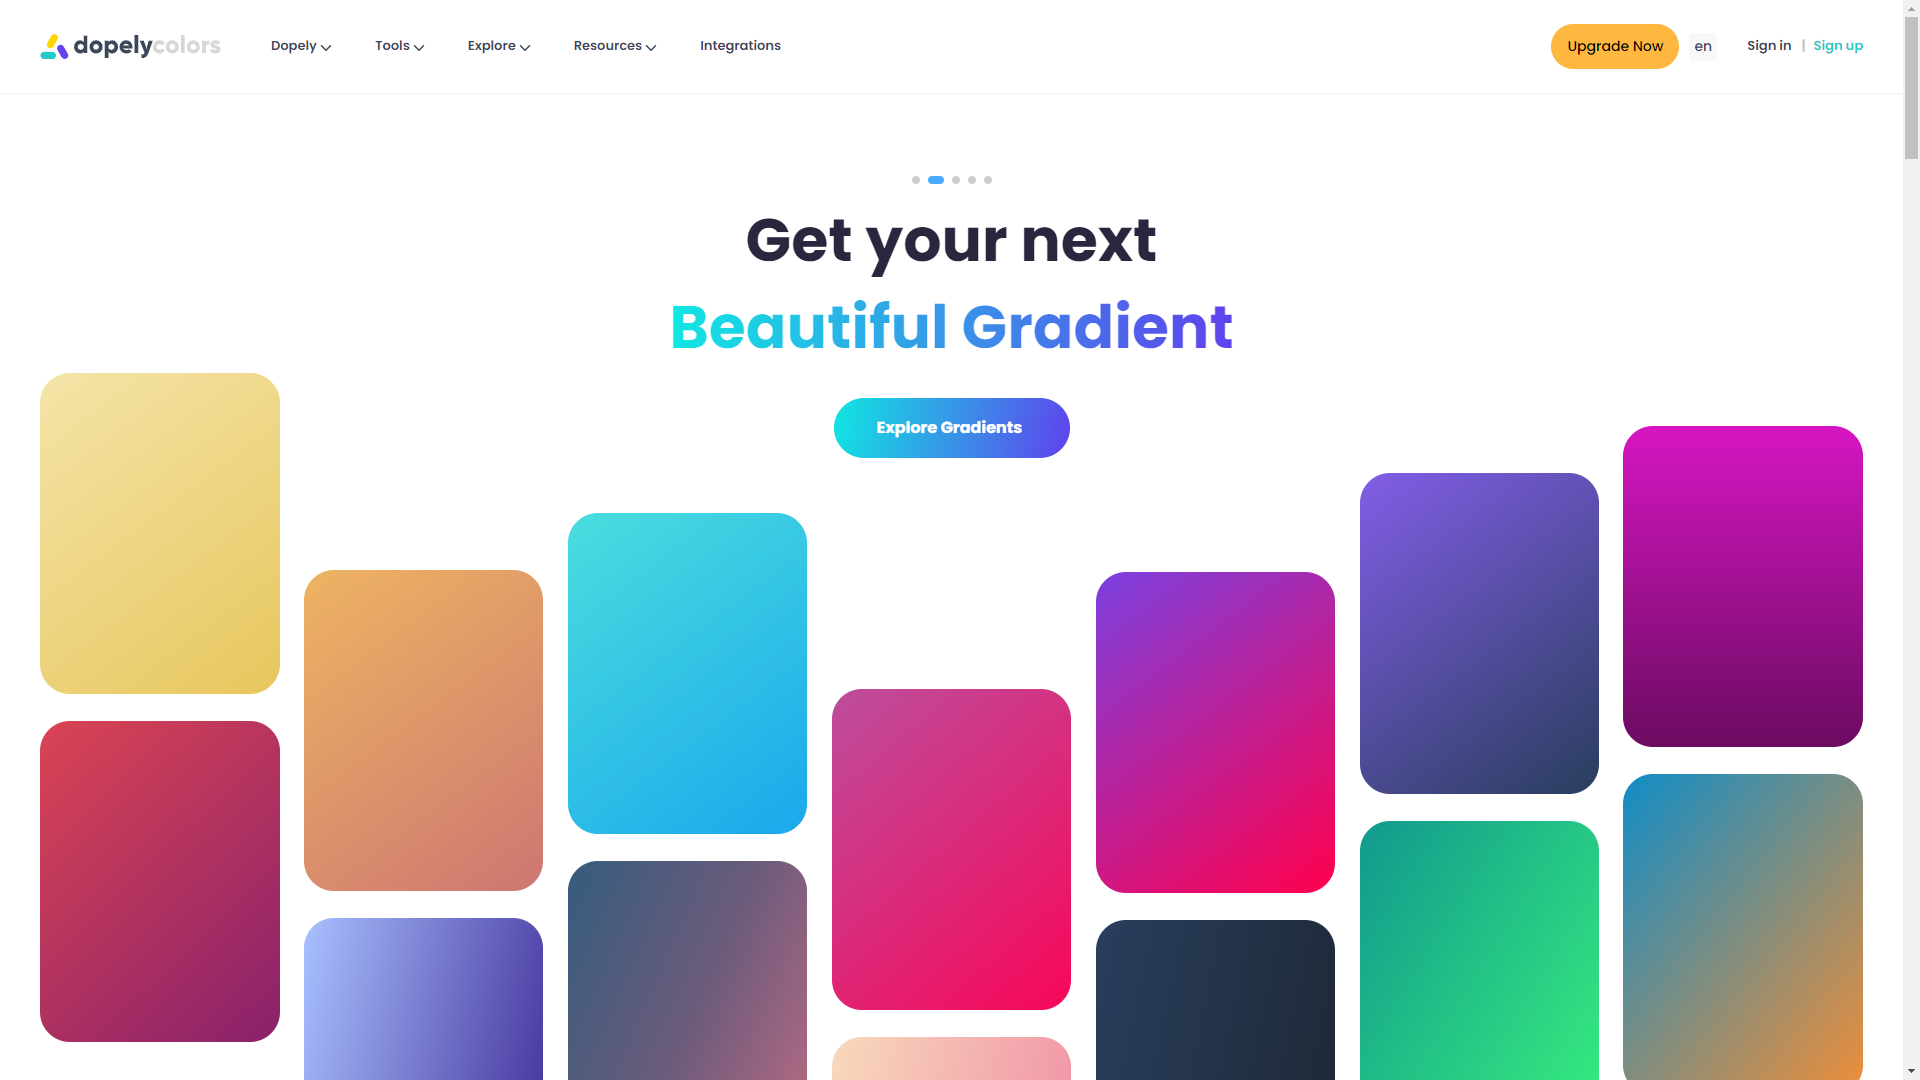 dopelycolors
Dopely
Tools
Explore
Resources
Integrations
Upgrade Now
en
Sign in | Sign up
Get your next
Beautiful Gradient
Explore Gradients